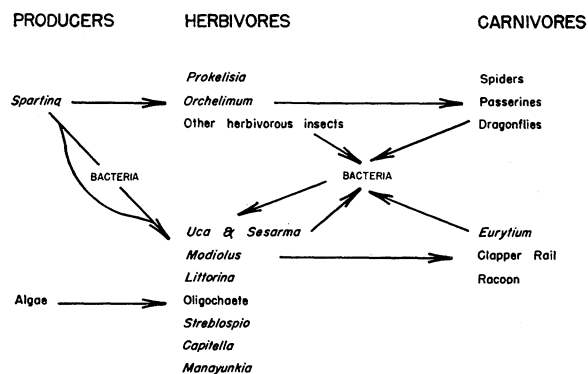 PRODUCERS HERBIVORES CARNIVORES
Prokelisia Spiders
Spartina Orchelimum Passerines
Other herbivorous insects Dragonflies
BACTERIA BACTERIA
Uca & Sesarma Eurytium
Modiolus Clapper Rail
Littorina Racoon
Algae Oligochaete
Streblospio
Capitella
Manayunkia